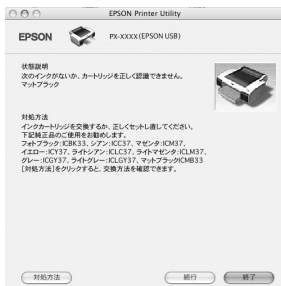 EPSON Printer Utility
EPSON
PX-XXXX(EPSON USB)
状態説明
次のインクがないか、カートリッジを正しく認識できません。
マットブラック
対処方法
インクカートリッジを交換するか、正しくセットし直してください。
下記純正品のご使用をお勧めします。
フォトブラック:ICBK33、シアン:ICC37、マゼンタ:ICM37、
イエロー:ICY37、ライトシアン:ICLC37、ライトマゼンタ:ICLM37、
グレー:ICGY37、ライトグレー:ICLGY37、マットブラックICMB33
[対処方法]をクリックすると、交換方法を確認できます。
対処方法
続行
終了